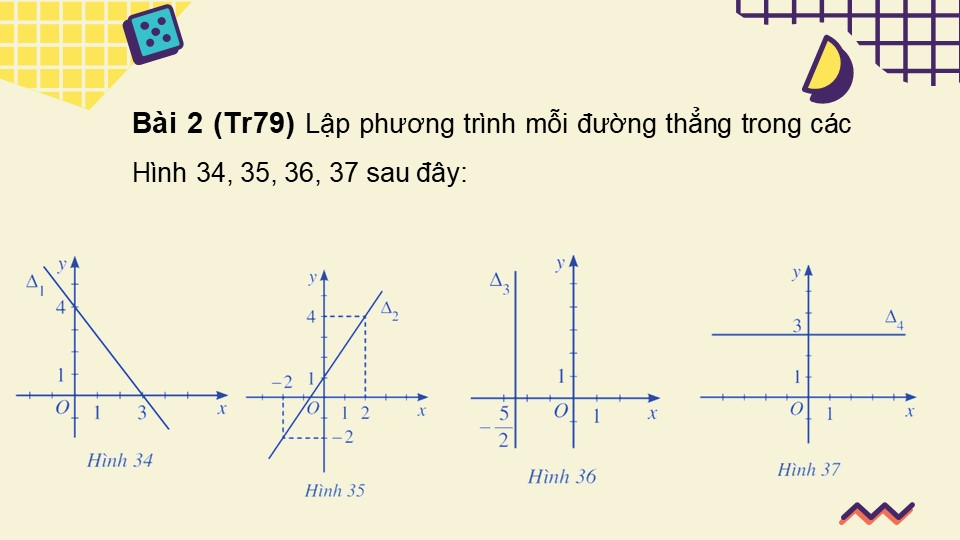 Bài 2 (Tr79) Lập phương trình mỗi đường thẳng trong các
Hình 34, 35, 36, 37 sau đây:
y
Δ1
4
1
O 1 3 x
Hình 34
y
4 Δ2
-2 1
O 1 2 x
-2
Hình 35
y
Δ3
1
-5/2 O 1 x
Hình 36
y
3 Δ4
1
O 1 x
Hình 37